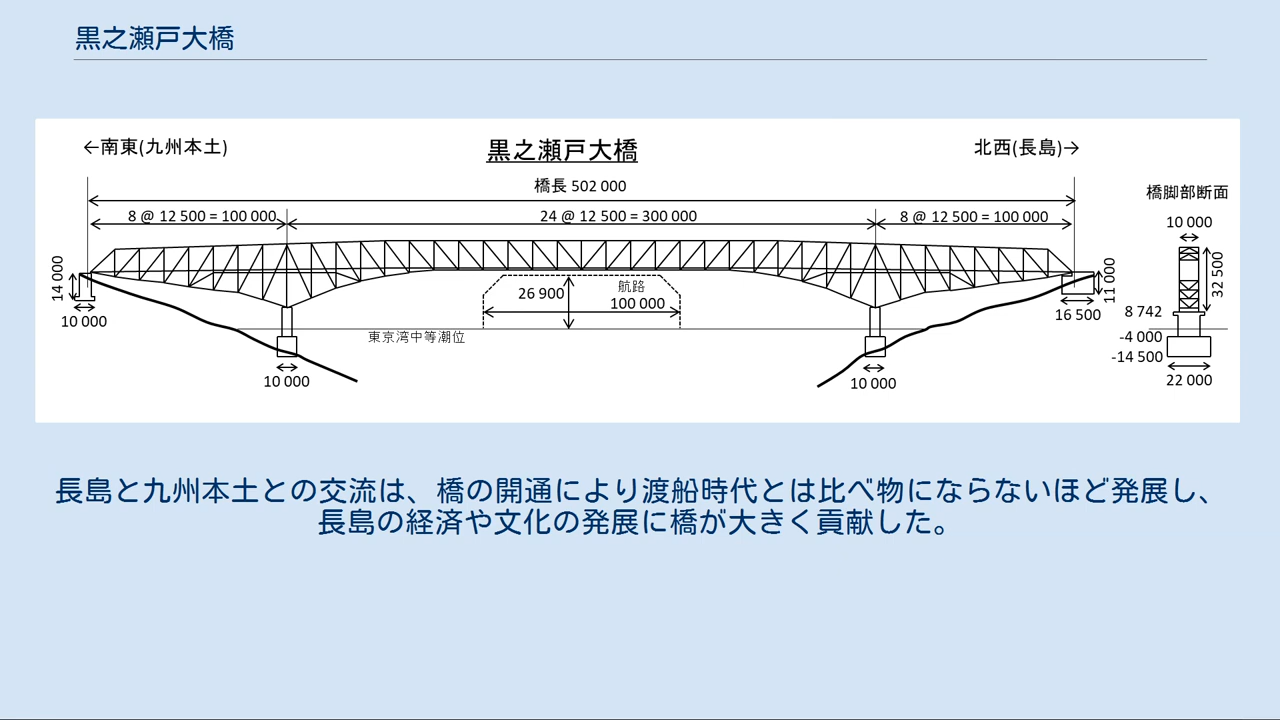 黒之瀬戸大橋
←南東(九州本土)
黒之瀬戸大橋
北西(長島)→
橋長 502 000
橋脚部断面
8 @ 12 500 = 100 000
24 @ 12 500 = 300 000
8 @ 12 500 = 100 000
10 000
14 000
26 900
航路
100 000
11 000
32 500
10 000
16 500
8 742
東京湾中等潮位
-4 000
-14 500
10 000
10 000
22 000
長島と九州本土との交流は、橋の開通により渡船時代とは比べ物にならないほど発展し、
長島の経済や文化の発展に橋が大きく貢献した。